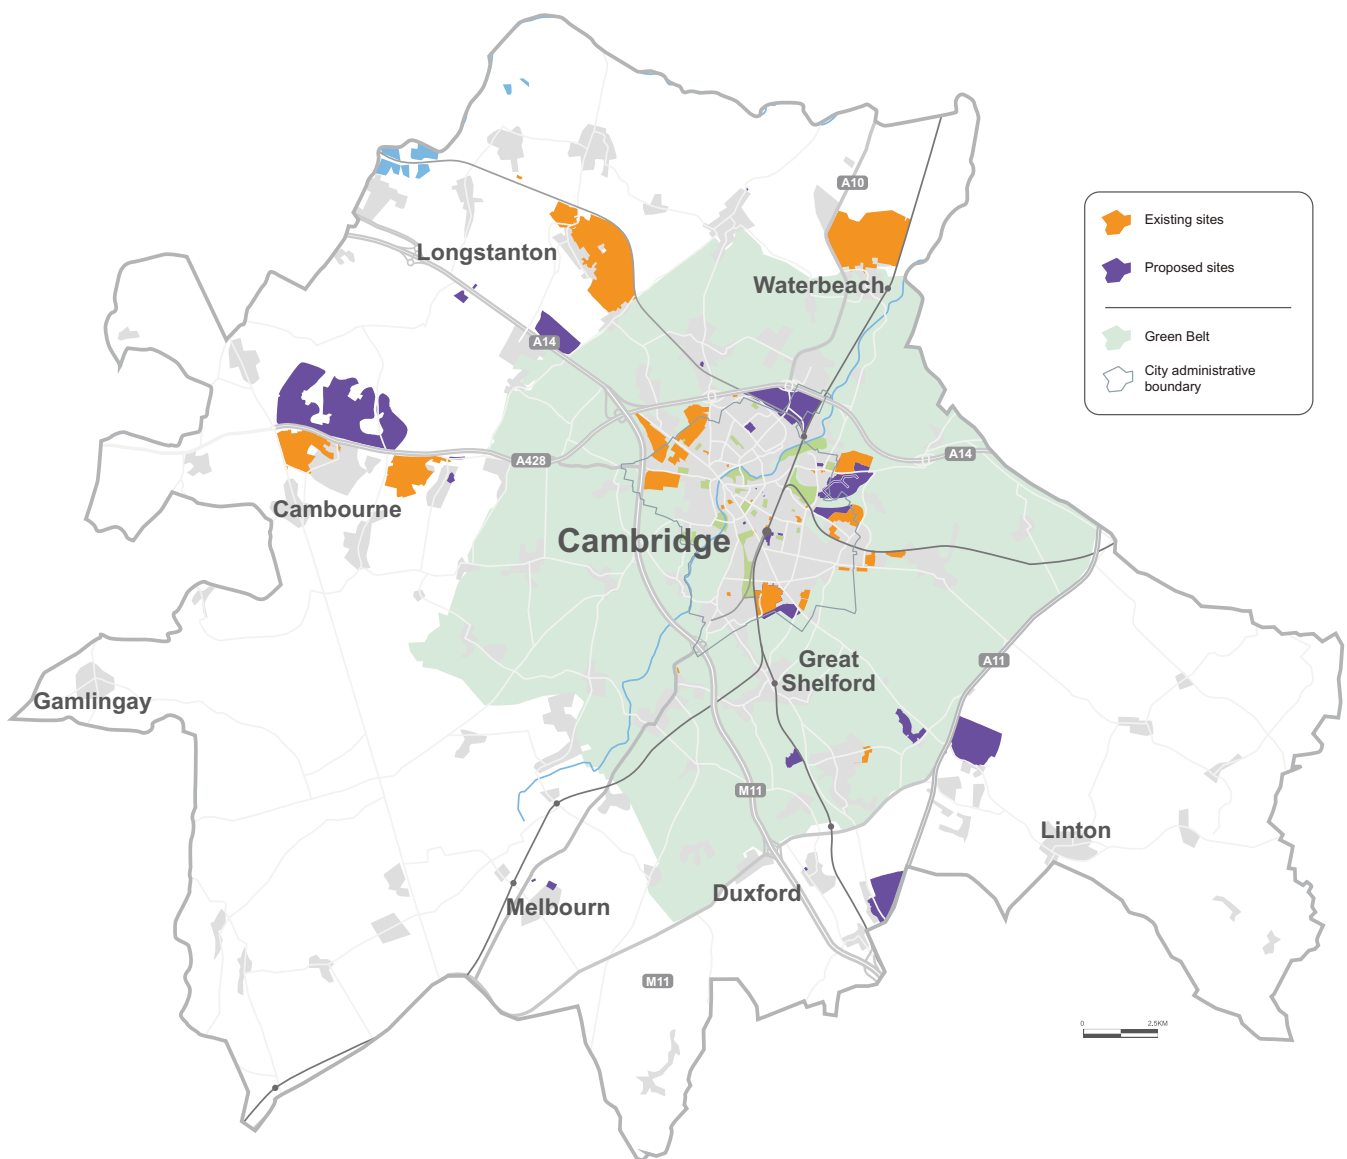 A10
Existing sites
Longstanton
Proposed sites
Waterbeach
A14
Green Belt
City administrative
boundary
A428
A14
Cambourne
Cambridge
Great
Shelford
A11
Gamlingay
M11
Linton
Duxford
Melbourn
M11
0 2.5KM